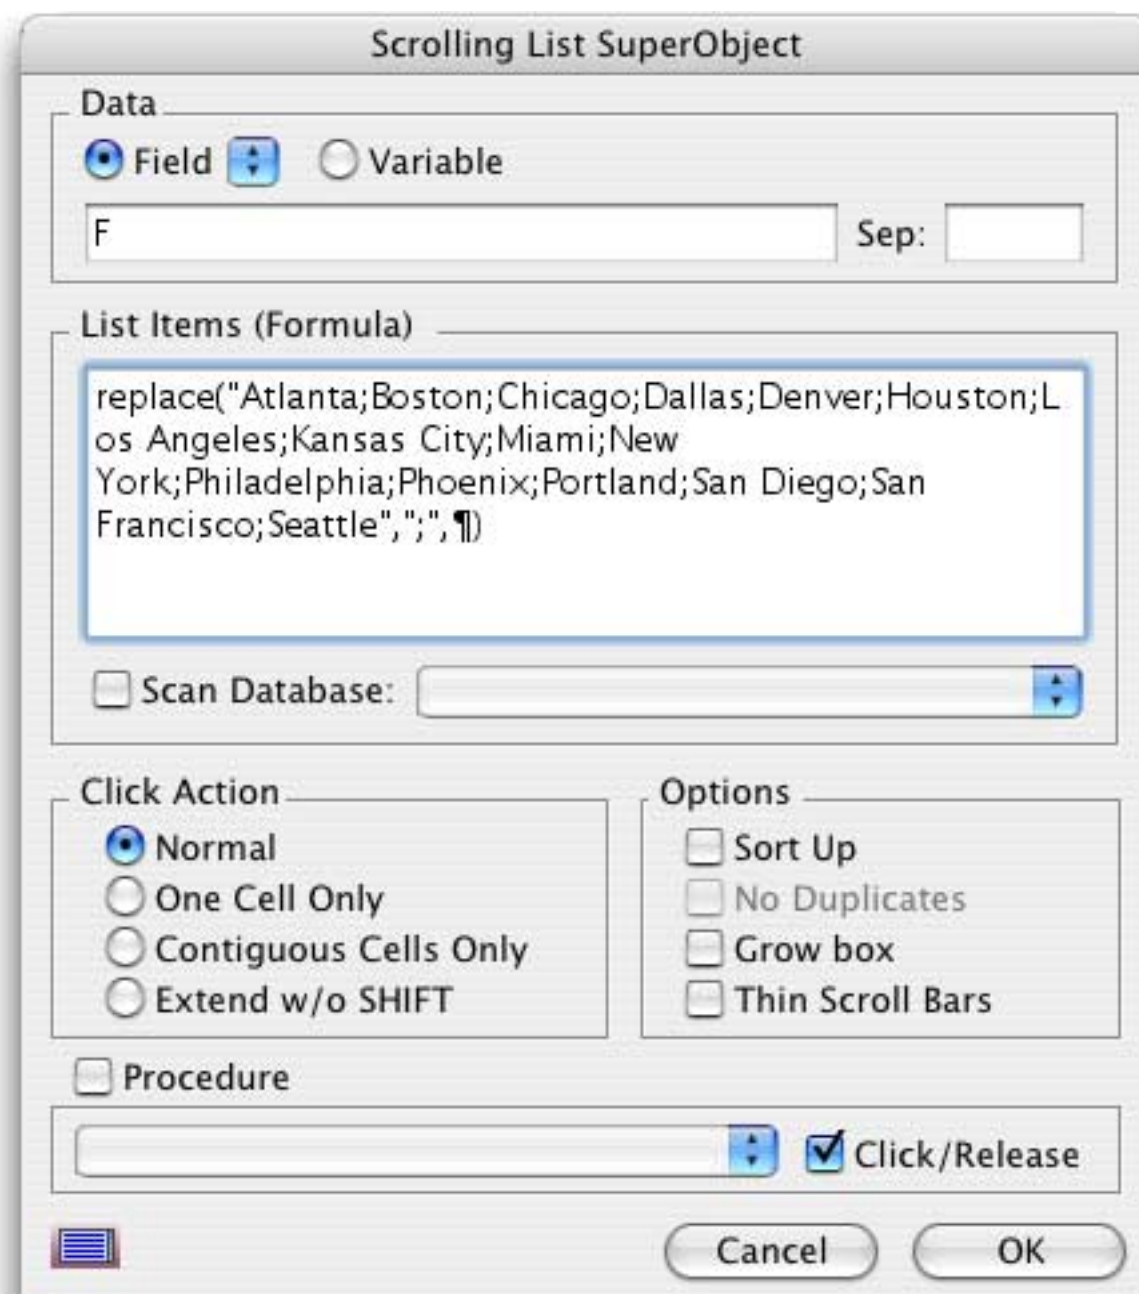 Scrolling List SuperObject
Data
Field Variable
F Sep:
List Items (Formula)
replace("Atlanta;Boston;Chicago;Dallas;Denver;Houston;L
os Angeles;Kansas City;Miami;New
York;Philadelphia;Phoenix;Portland;San Diego;San
Francisco;Seattle",";",¶)
Scan Database:
Click Action
Normal
One Cell Only
Contiguous Cells Only
Extend w/o SHIFT
Options
Sort Up
No Duplicates
Grow box
Thin Scroll Bars
Procedure
Click/Release
Cancel OK